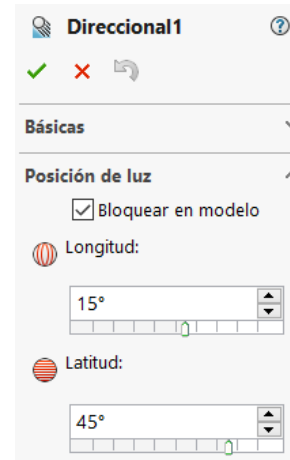 Direccional1
Básicas
Posición de luz
Bloquear en modelo
Longitud:
15°
Latitud:
45°